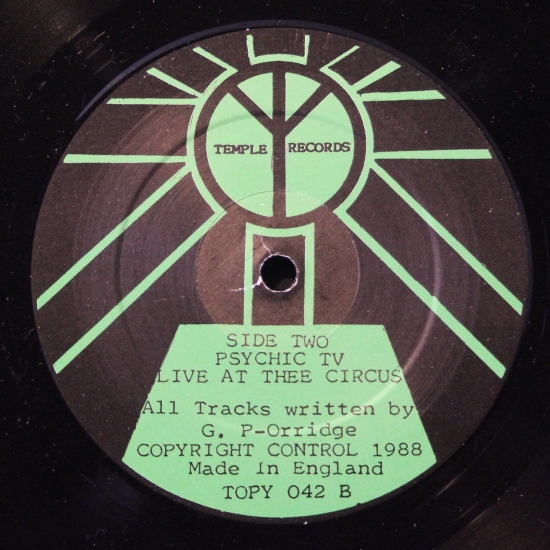 TEMPLE RECORDS
SIDE TWO
PSYCHIC TV
LIVE AT THEE CIRCUS
All Tracks written by
G. P-Orridge
COPYRIGHT CONTROL 1988
Made In England
TOPY 042 B